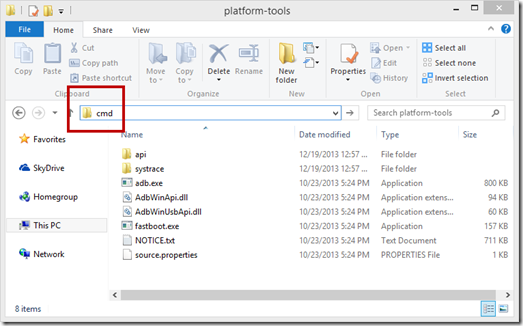 platform-tools
File Home Share View
Copy Paste Cut Copy path Paste shortcut Move to Copy to Delete Rename New folder Properties Open Edit History Select all Select none Invert selection
Clipboard Organize New Open Select
cmd Search platform-tools
Favorites
SkyDrive
Homegroup
This PC
Network
Name Date modified Type Size
api 12/19/2013 12:57 ... File folder
systrace 12/19/2013 12:57 ... File folder
adb.exe 10/23/2013 5:24 PM Application 800 KB
AdbWinApi.dll 10/23/2013 5:24 PM Application extens... 94 KB
AdbWinUsbApi.dll 10/23/2013 5:24 PM Application extens... 60 KB
fastboot.exe 10/23/2013 5:24 PM Application 157 KB
NOTICE.txt 10/23/2013 5:24 PM Text Document 711 KB
source.properties 10/23/2013 5:24 PM PROPERTIES File 1 KB
8 items